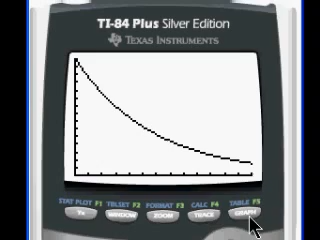 TI-84 Plus Silver Edition
TEXAS INSTRUMENTS
STAT PLOT F1 TBLSET F2 FORMAT F3 CALC F4 TABLE F5
Y= WINDOW ZOOM TRACE GRAPH